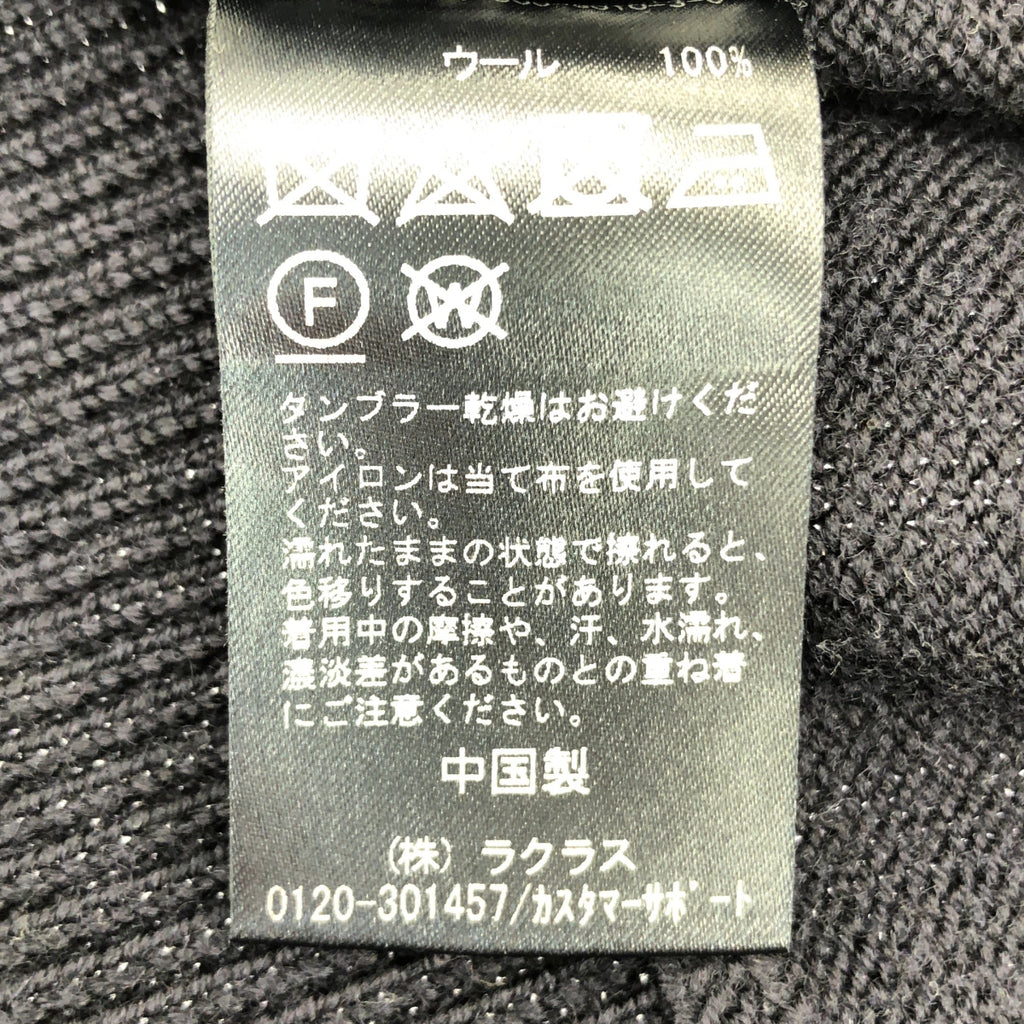 ウール 100%
F W
タンブラー乾燥はお避けくだ
さい。
アイロンは当て布を使用して
ください。
濡れたままの状態で擦れると、
色移りすることがあります。
着用中の摩擦や、汗、水濡れ、
濃淡差があるものとの重ね着
にご注意ください。
中国製
(株) ラクラス
0120-301457/カスタマーサポート